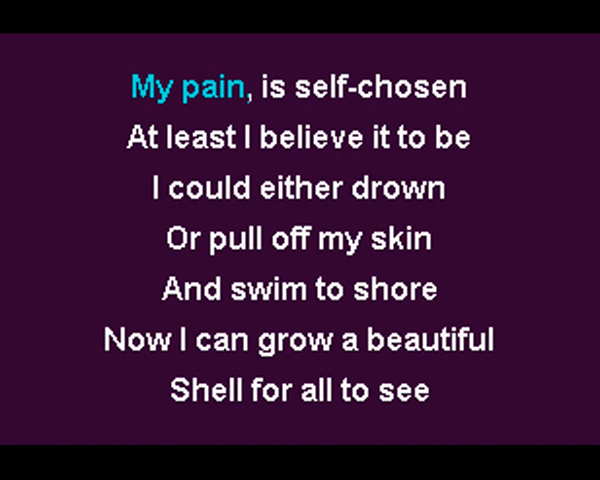 My pain, is self-chosen
At least I believe it to be
I could either drown
Or pull off my skin
And swim to shore
Now I can grow a beautiful
Shell for all to see